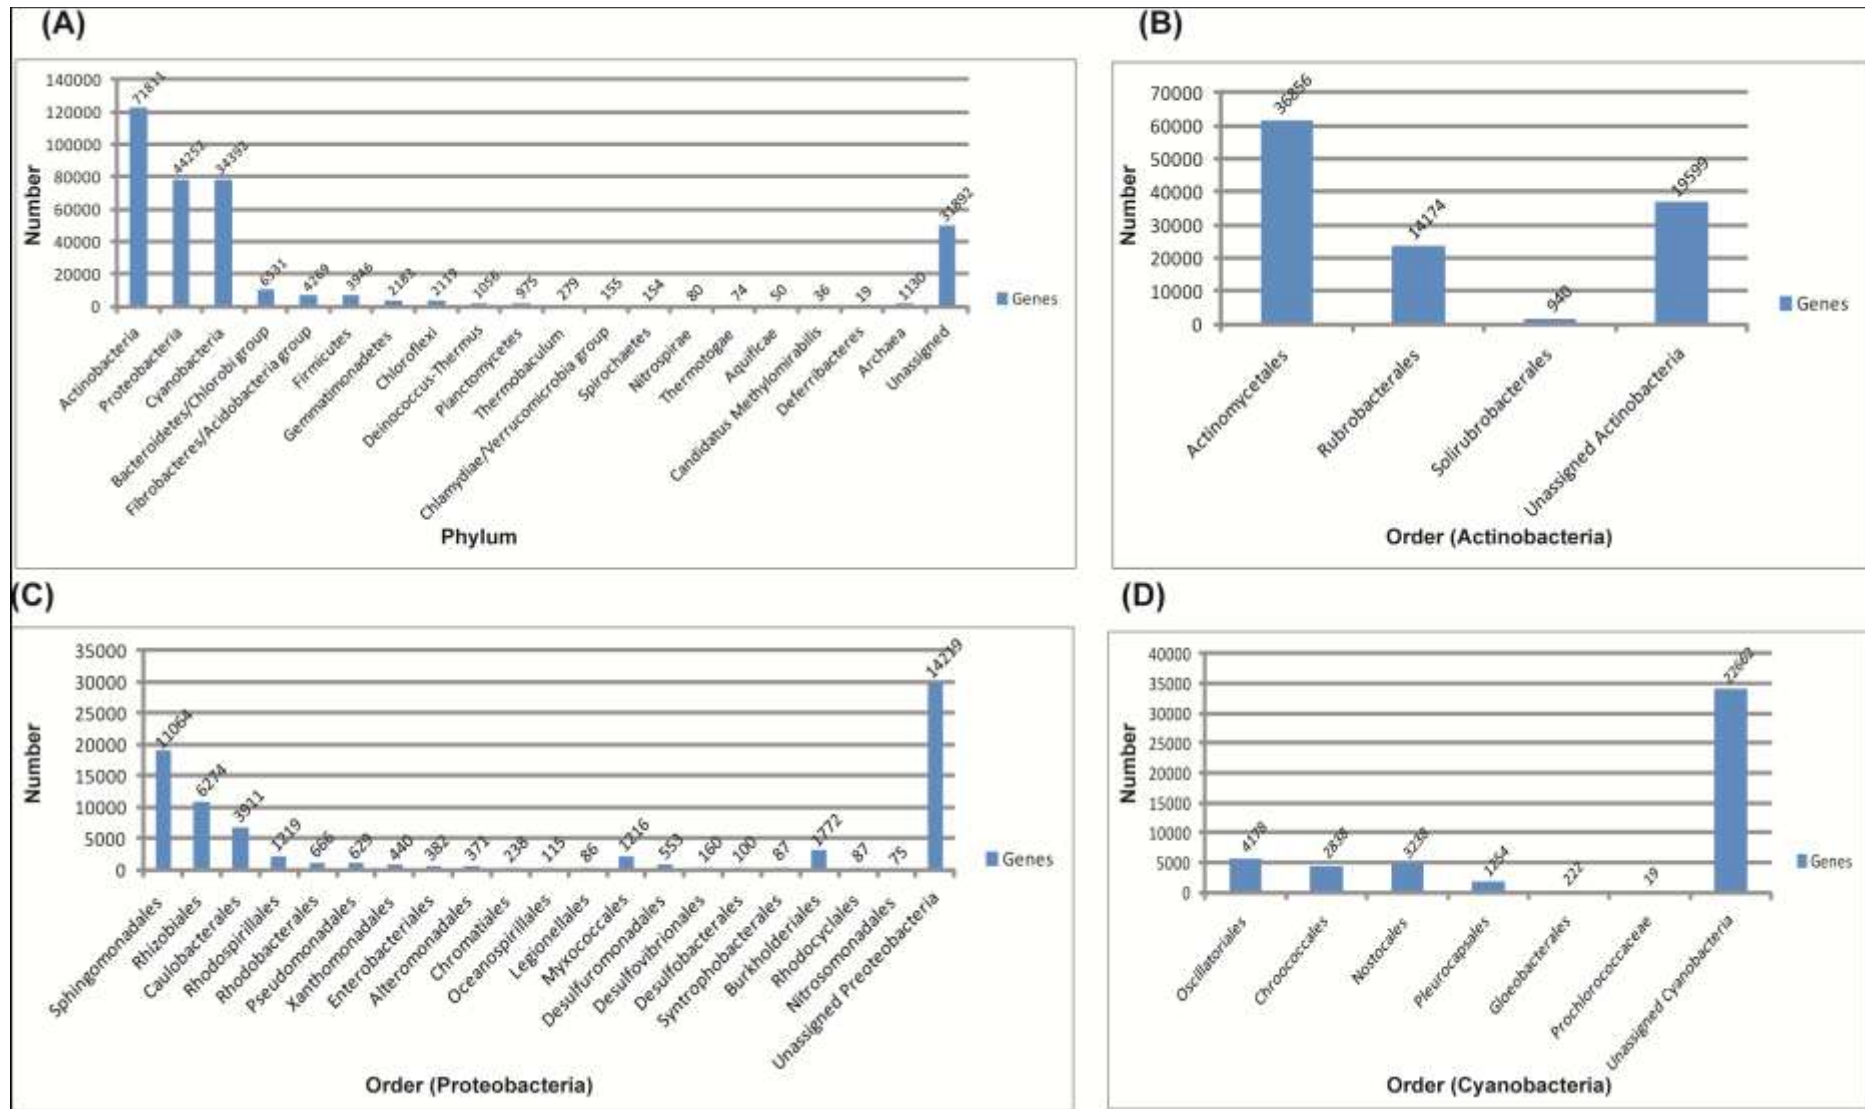 (A)
140000
120000
100000
80000
60000
40000
20000
0
Number
71811
44252
34392
6531
4269
3946
2183
2119
1056
975
279
155
154
80
74
50
36
19
1130
31892
Genes
Actinobacteria
Proteobacteria
Cyanobacteria
Bacteroidetes/Chlorobi group
Fibrobacteres/Acidobacteria group
Firmicutes
Gemmatimonadetes
Chloroflexi
Deinococcus-Thermus
Planctomycetes
Thermobaculum
Chlamydiae/Verrucomicrobia group
Spirochaetes
Nitrospirae
Thermotogae
Aquificae
Candidatus Methylomirabilis
Deferribacteres
Archaea
Unassigned
Phylum
(B)
70000
60000
50000
40000
30000
20000
10000
0
Number
36856
14174
940
19599
Genes
Actinomycetales
Rubrobacterales
Solirubrobacterales
Unassigned Actinobacteria
Order (Actinobacteria)
(C)
35000
30000
25000
20000
15000
10000
5000
0
Number
11064
6274
3911
1219
666
629
440
382
371
238
115
86
1216
553
160
100
87
1772
87
75
14219
Genes
Sphingomonadales
Rhizobiales
Caulobacterales
Rhodospirillales
Rhodobacterales
Pseudomonadales
Xanthomonadales
Enterobacteriales
Alteromonadales
Chromatiales
Oceanospirillales
Legionellales
Myxococcales
Desulfuromonadales
Desulfovibrionales
Desulfobacterales
Syntrophobacterales
Burkholderiales
Rhodocyclales
Nitrosomonadales
Unassigned Preoteobacteria
Order (Proteobacteria)
(D)
40000
35000
30000
25000
20000
15000
10000
5000
0
Number
4178
2838
3238
1254
222
19
22662
Genes
Oscillatoriales
Chroococcales
Nostocales
Pleurocapsales
Gloeobacterales
Prochlorococcaceae
Unassigned Cyanobacteria
Order (Cyanobacteria)